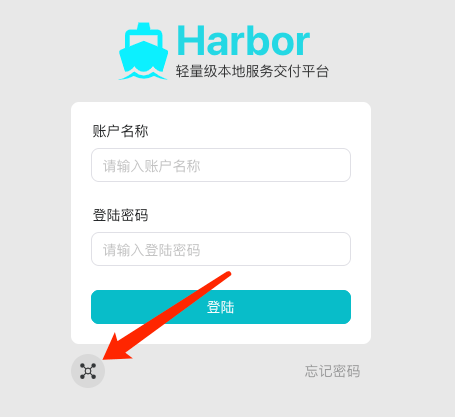 Harbor
轻量级本地服务交付平台
账户名称
请输入账户名称
登陆密码
请输入登陆密码
登陆
忘记密码